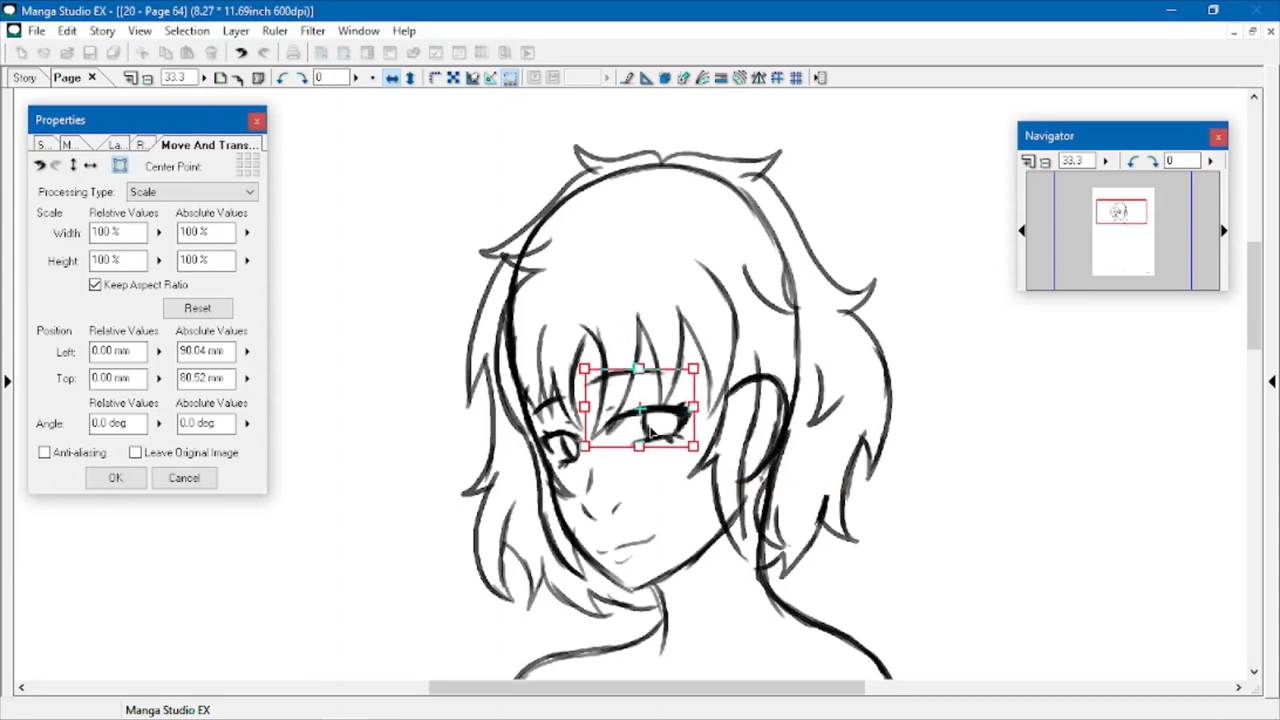 Manga Studio EX - [[20 - Page 64] (8.27 * 11.69inch 600dpi)]
File Edit Story View Selection Layer Ruler Filter Window Help
Story Page 33.3 0
Properties
S... M... La... R... Move And Trans...
Center Point:
Processing Type: Scale
Scale Relative Values Absolute Values
Width: 100 % 100 %
Height: 100 % 100 %
Keep Aspect Ratio
Reset
Position Relative Values Absolute Values
Left: 0.00 mm 90.04 mm
Top: 0.00 mm 80.52 mm
Relative Values Absolute Values
Angle: 0.0 deg 0.0 deg
Anti-aliasing Leave Original Image
OK Cancel
Navigator
33.3 0
Manga Studio EX